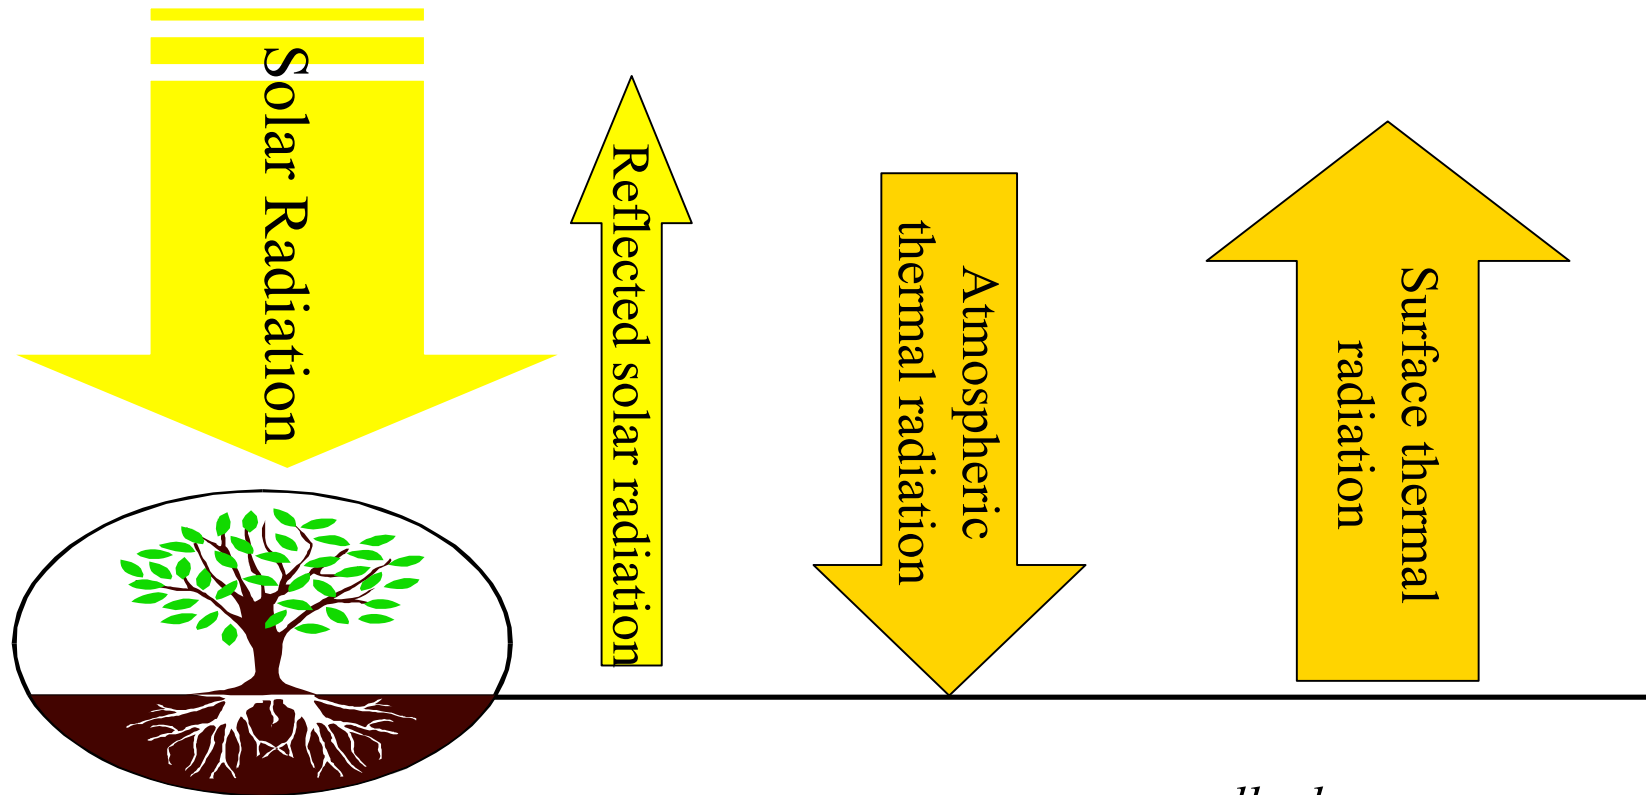 Solar Radiation
Reflected solar radiation
Atmospheric
thermal radiation
Surface thermal
radiation